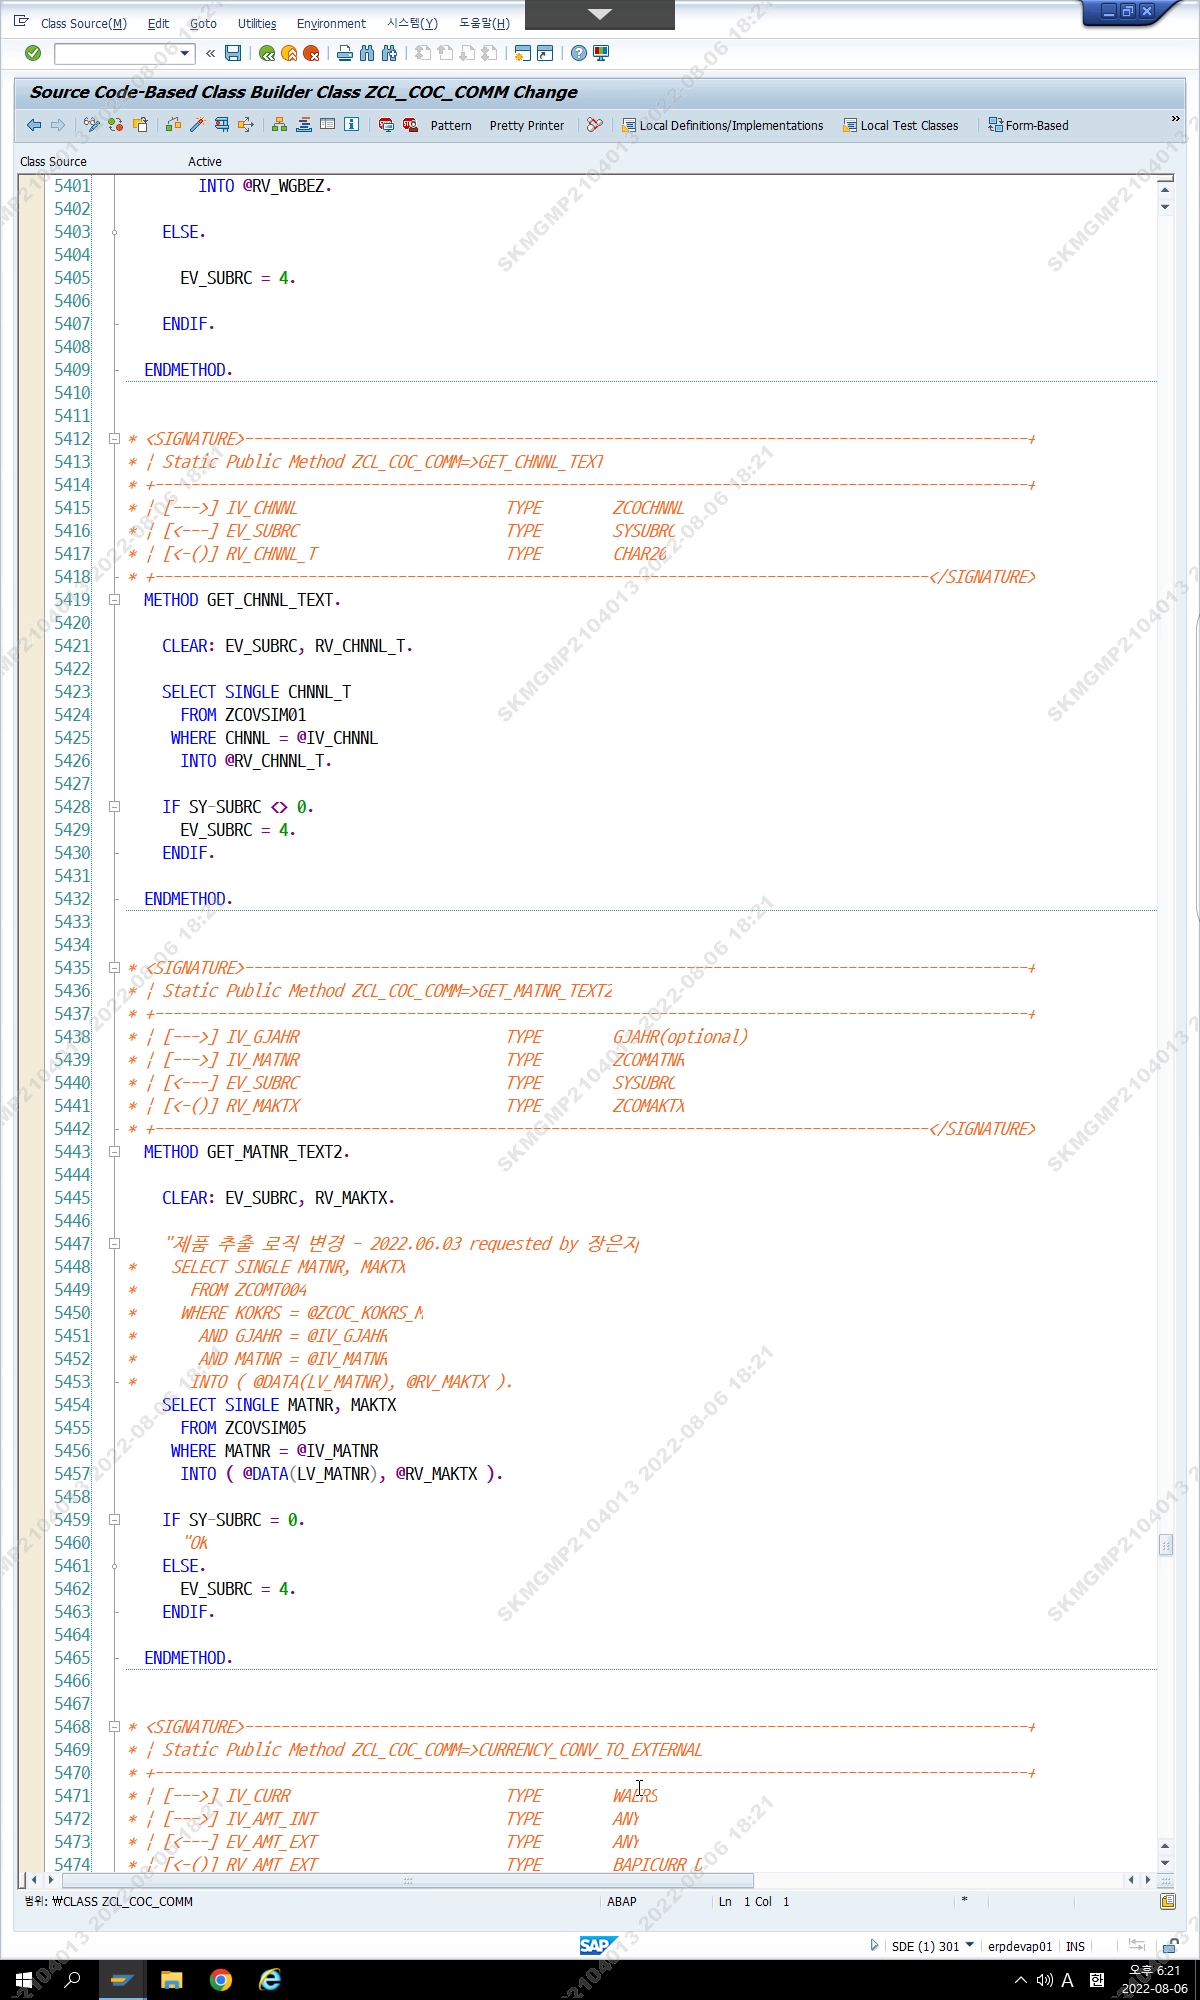 Class Source(M) Edit Goto Utilities Environment 시스템(Y) 도움말(H)
Source Code-Based Class Builder Class ZCL_COC_COMM Change
Pattern Pretty Printer Local Definitions/Implementations Local Test Classes Form-Based
Class Source Active
5401 INTO @RV_WGBEZ.
5402
5403 ELSE.
5404
5405 EV_SUBRC = 4.
5406
5407 ENDIF.
5408
5409 ENDMETHOD.
5410
5411
5412 * <SIGNATURE>---------------------------------------------------------------------------------------+
5413 * | Static Public Method ZCL_COC_COMM=>GET_CHNNL_TEXT
5414 * +-------------------------------------------------------------------------------------------------+
5415 * | [--->] IV_CHNNL TYPE ZCOCHNNL
5416 * | [<---] EV_SUBRC TYPE SYSUBRC
5417 * | [<-()] RV_CHNNL_T TYPE CHAR20
5418 * +--------------------------------------------------------------------------------------</SIGNATURE>
5419 METHOD GET_CHNNL_TEXT.
5420
5421 CLEAR: EV_SUBRC, RV_CHNNL_T.
5422
5423 SELECT SINGLE CHNNL_T
5424 FROM ZCOVSIM01
5425 WHERE CHNNL = @IV_CHNNL
5426 INTO @RV_CHNNL_T.
5427
5428 IF SY-SUBRC <> 0.
5429 EV_SUBRC = 4.
5430 ENDIF.
5431
5432 ENDMETHOD.
5433
5434
5435 * <SIGNATURE>---------------------------------------------------------------------------------------+
5436 * | Static Public Method ZCL_COC_COMM=>GET_MATNR_TEXT2
5437 * +-------------------------------------------------------------------------------------------------+
5438 * | [--->] IV_GJAHR TYPE GJAHR(optional)
5439 * | [--->] IV_MATNR TYPE ZCOMATNR
5440 * | [<---] EV_SUBRC TYPE SYSUBRC
5441 * | [<-()] RV_MAKTX TYPE ZCOMAKTX
5442 * +--------------------------------------------------------------------------------------</SIGNATURE>
5443 METHOD GET_MATNR_TEXT2.
5444
5445 CLEAR: EV_SUBRC, RV_MAKTX.
5446
5447 "제품 추출 로직 변경 - 2022.06.03 requested by 장은지
5448 * SELECT SINGLE MATNR, MAKTX
5449 * FROM ZCOMT004
5450 * WHERE KOKRS = @ZCOC_KOKRS_M
5451 * AND GJAHR = @IV_GJAHR
5452 * AND MATNR = @IV_MATNR
5453 * INTO ( @DATA(LV_MATNR), @RV_MAKTX ).
5454 SELECT SINGLE MATNR, MAKTX
5455 FROM ZCOVSIM05
5456 WHERE MATNR = @IV_MATNR
5457 INTO ( @DATA(LV_MATNR), @RV_MAKTX ).
5458
5459 IF SY-SUBRC = 0.
5460 "OK
5461 ELSE.
5462 EV_SUBRC = 4.
5463 ENDIF.
5464
5465 ENDMETHOD.
5466
5467
5468 * <SIGNATURE>---------------------------------------------------------------------------------------+
5469 * | Static Public Method ZCL_COC_COMM=>CURRENCY_CONV_TO_EXTERNAL
5470 * +-------------------------------------------------------------------------------------------------+
5471 * | [--->] IV_CURR TYPE WAERS
5472 * | [--->] IV_AMT_INT TYPE ANY
5473 * | [<---] EV_AMT_EXT TYPE ANY
5474 * | [<-()] RV_AMT_EXT TYPE BAPICURR_D
범위: ₩CLASS ZCL_COC_COMM ABAP Ln 1 Col 1 *
SAP SDE (1) 301 erpdevap01 INS
A 한 오후 6:21
2022-08-06
SKMGMP2104013 2022-08-06 18:21